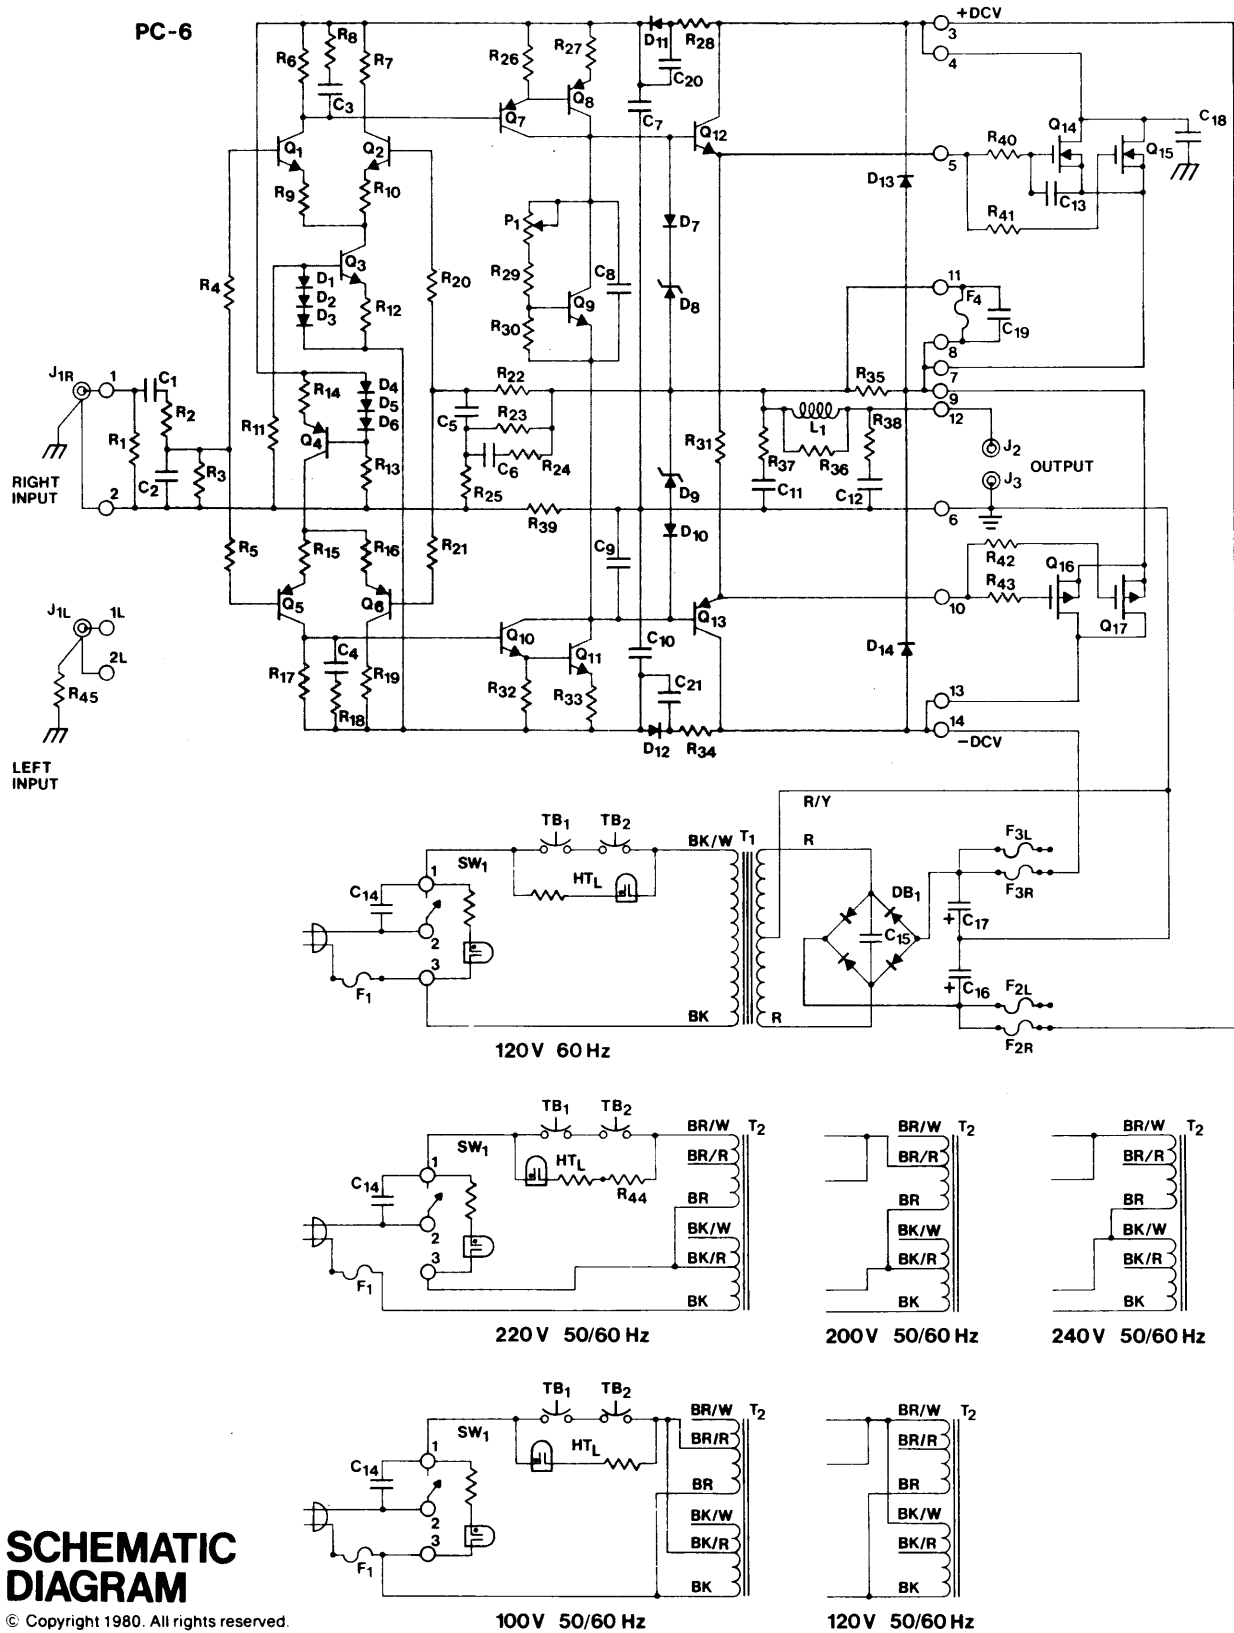 PC-6
R6
R8
R7
C3
R26
R27
Q7
Q8
D11
R28
C20
C7
Q12
+DCV
3
4
5
R40
Q14
Q15
C18
C13
R41
Q1
Q2
R9
R10
Q3
D1
D2
D3
R12
R4
R20
P1
R29
R30
Q9
C8
D7
D8
D13
11
F4
C19
8
7
9
12
J1R
1
C1
R2
R1
C2
R3
2
RIGHT
INPUT
R11
R14
D4
D5
D6
Q4
R13
C5
R22
R23
C6
R24
R25
R39
R31
R35
L1
R36
R37
R38
C11
C12
J2
J3
OUTPUT
6
D9
D10
C9
R5
R15
R16
R21
Q5
Q6
R17
C4
R18
R19
Q10
Q11
R32
R33
C10
C21
D12
R34
Q13
D14
10
R42
R43
Q16
Q17
13
14
−DCV
J1L
1L
2L
R45
LEFT
INPUT
R/Y
TB1
TB2
BK/W
T1
R
SW1
1
HTL
C14
2
3
F1
BK
R
DB1
C15
+
C17
+
C16
F3L
F3R
F2L
F2R
120V 60 Hz
TB1
TB2
SW1
1
HTL
R44
C14
2
3
F1
BR/W
BR/R
BR
BK/W
BK/R
BK
T2
220V 50/60 Hz
BR/W
BR/R
BR
BK/W
BK/R
BK
T2
200V 50/60 Hz
BR/W
BR/R
BR
BK/W
BK/R
BK
T2
240V 50/60 Hz
TB1
TB2
SW1
1
HTL
C14
2
3
F1
BR/W
BR/R
BR
BK/W
BK/R
BK
T2
100V 50/60 Hz
BR/W
BR/R
BR
BK/W
BK/R
BK
T2
120V 50/60 Hz
SCHEMATIC
DIAGRAM
© Copyright 1980. All rights reserved.